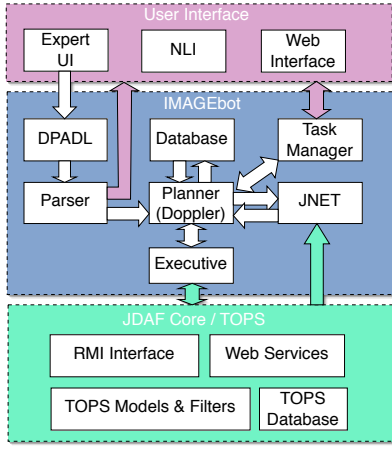 User Interface
Expert
UI
NLI
Web
Interface
IMAGEbot
DPADL
Database
Task
Manager
Parser
Planner
(Doppler)
JNET
Executive
JDAF Core / TOPS
RMI Interface
Web Services
TOPS Models & Filters
TOPS
Database